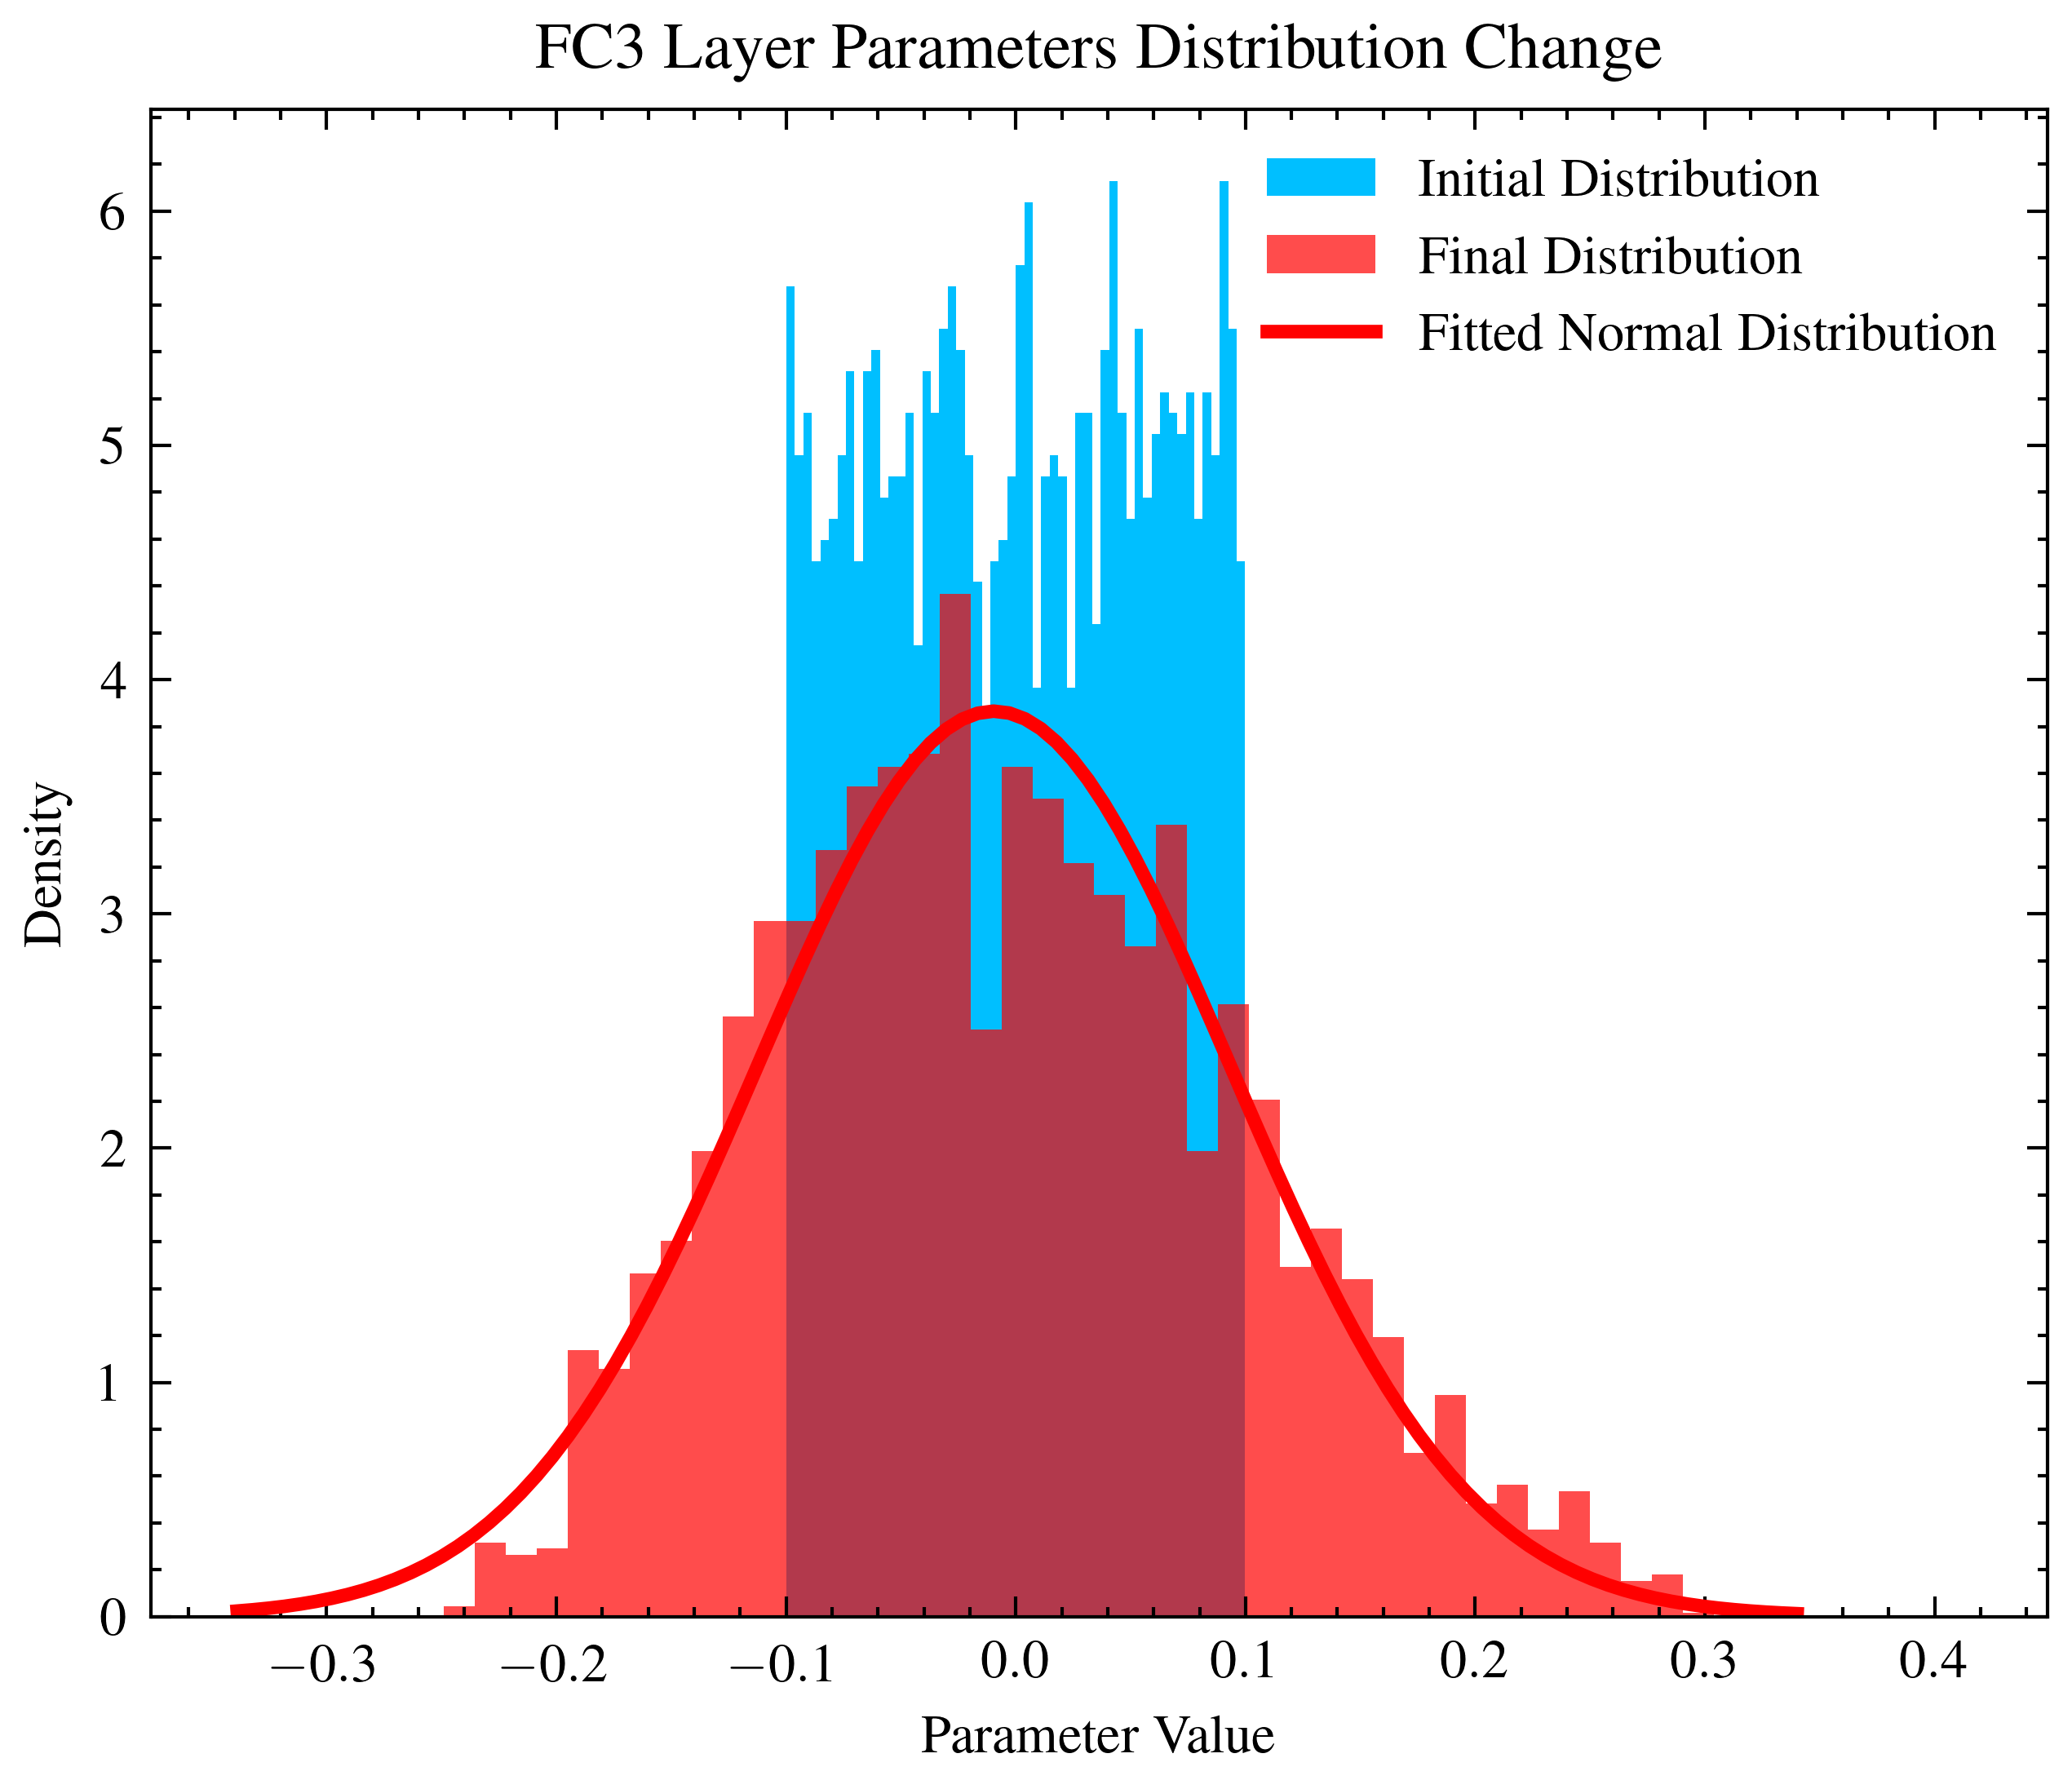 FC3 Layer Parameters Distribution Change
Initial Distribution
Final Distribution
Fitted Normal Distribution
6
5
4
3
2
1
0
Density
−0.3 −0.2 −0.1 0.0 0.1 0.2 0.3 0.4
Parameter Value